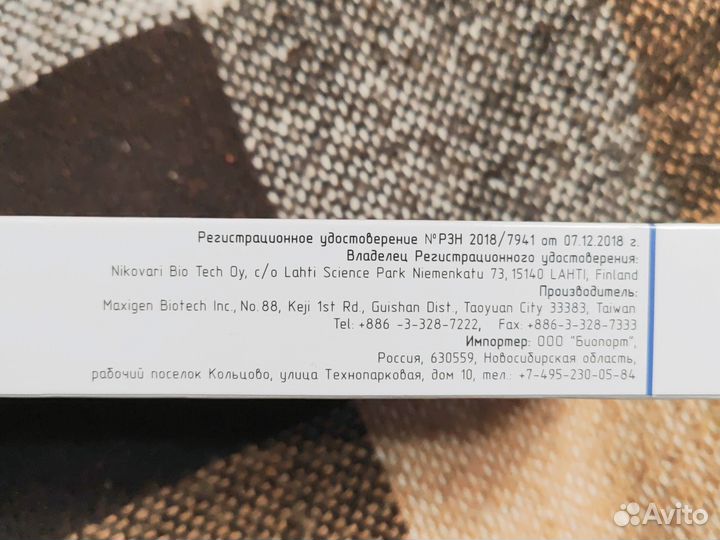 Регистрационное удостоверение №РЗН 2018/7941 от 07.12.2018 г.
Владелец Регистрационного удостоверения:
Nikovari Bio Tech Oy, c/o Lahti Science Park Niemenkatu 73, 15140 LAHTI, Finland
Производитель:
Maxigen Biotech Inc., No. 88, Keji 1st Rd., Guishan Dist., Taoyuan City 33383, Taiwan
Tel: +886 -3-328-7222, Fax: +886-3-328-7333
Импортер: ООО "Биопорт",
Россия, 630559, Новосибирская область,
рабочий поселок Кольцово, улица Технопарковая, дом 10, тел.: +7-495-230-05-84
Avito